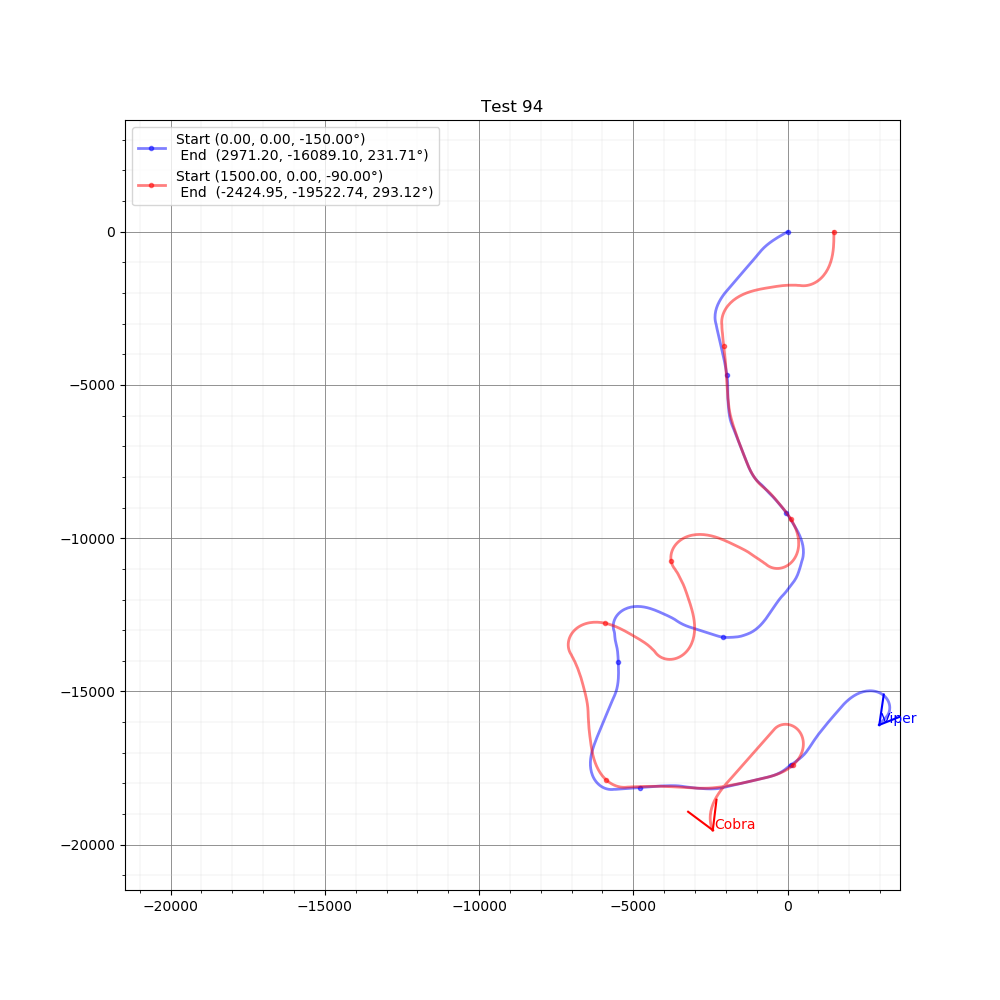 Test 94
Start (0.00, 0.00, -150.00°)
End (2971.20, -16089.10, 231.71°)
Start (1500.00, 0.00, -90.00°)
End (-2424.95, -19522.74, 293.12°)
0
−5000
−10000
−15000
−20000
Viper
Cobra
−20000 −15000 −10000 −5000 0